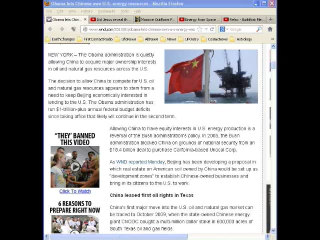 Obama lets Chinese own U.S. energy resources - Mozilla Firefox
NEW YORK – The Obama administration is quietly
allowing China to acquire major ownership interests
in oil and natural gas resources across the U.S.
The decision to allow China to compete for U.S. oil
and natural gas resources appears to stem from a
need to keep Beijing economically interested in
lending to the U.S. The Obama administration has
run $1-trillion-plus annual federal budget deficits
since taking office that likely will continue in the second term.
Allowing China to have equity interests in U.S. energy production is a
reversal of the Bush administration's policy. In 2005, the Bush
administration blocked China on grounds of national security from an
$18.4 billion deal to purchase California-based Unocal Corp.
As WND reported Monday, Beijing has been developing a proposal in
which real estate on American soil owned by China would be set up as
"development zones" to establish Chinese-owned businesses and
bring in its citizens to the U.S. to work.
China leased first oil rights in Texas
China's first major move into the U.S. oil and natural gas market can
be traced to October 2009, when the state-owned Chinese energy
giant CNOOC bought a multi-million dollar stake in 600,000 acres of
South Texas oil and gas fields.
"THEY" BANNED
THIS VIDEO
Click To Watch
6 REASONS TO
PREPARE RIGHT NOW